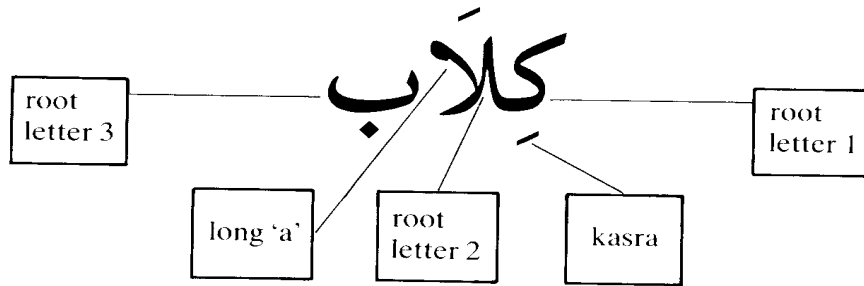 كِلَاب
root
letter 3
root
letter 1
long ‘a’
root
letter 2
kasra